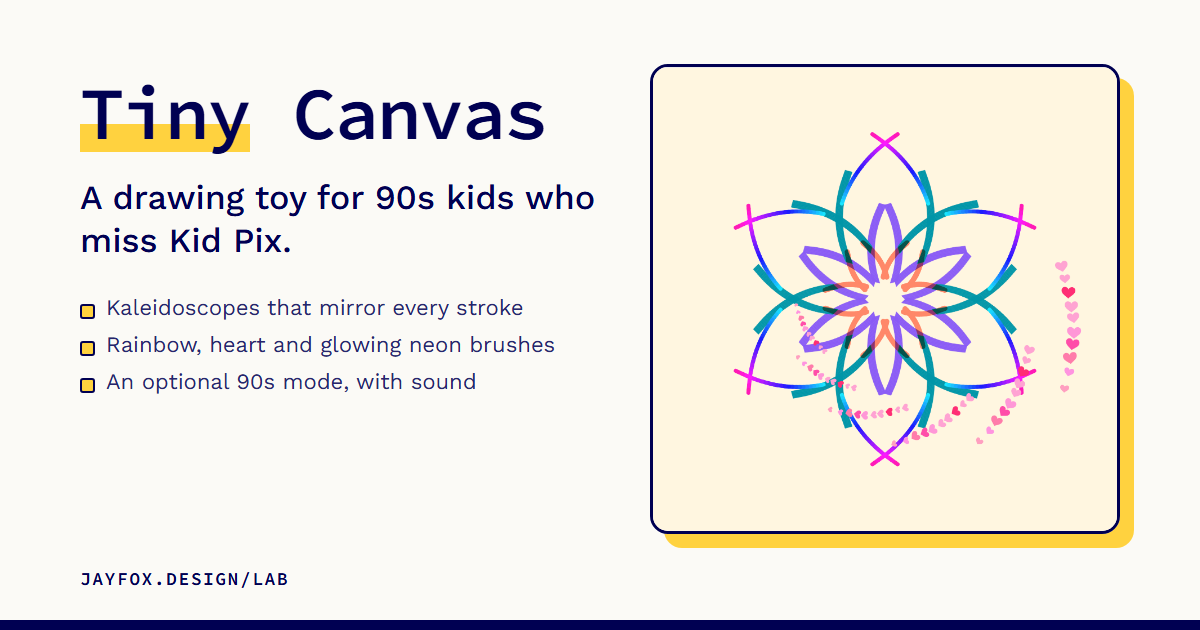 Tiny Canvas
A drawing toy for 90s kids who
miss Kid Pix.
Kaleidoscopes that mirror every stroke
Rainbow, heart and glowing neon brushes
An optional 90s mode, with sound
JAYFOX.DESIGN/LAB